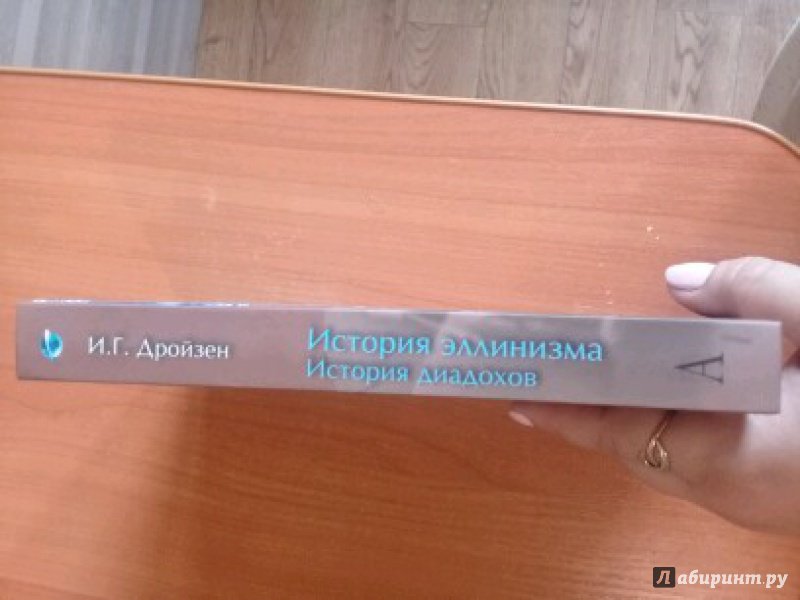 И.Г. Дройзен
История эллинизма
История диадохов
А
Лабиринт.ру